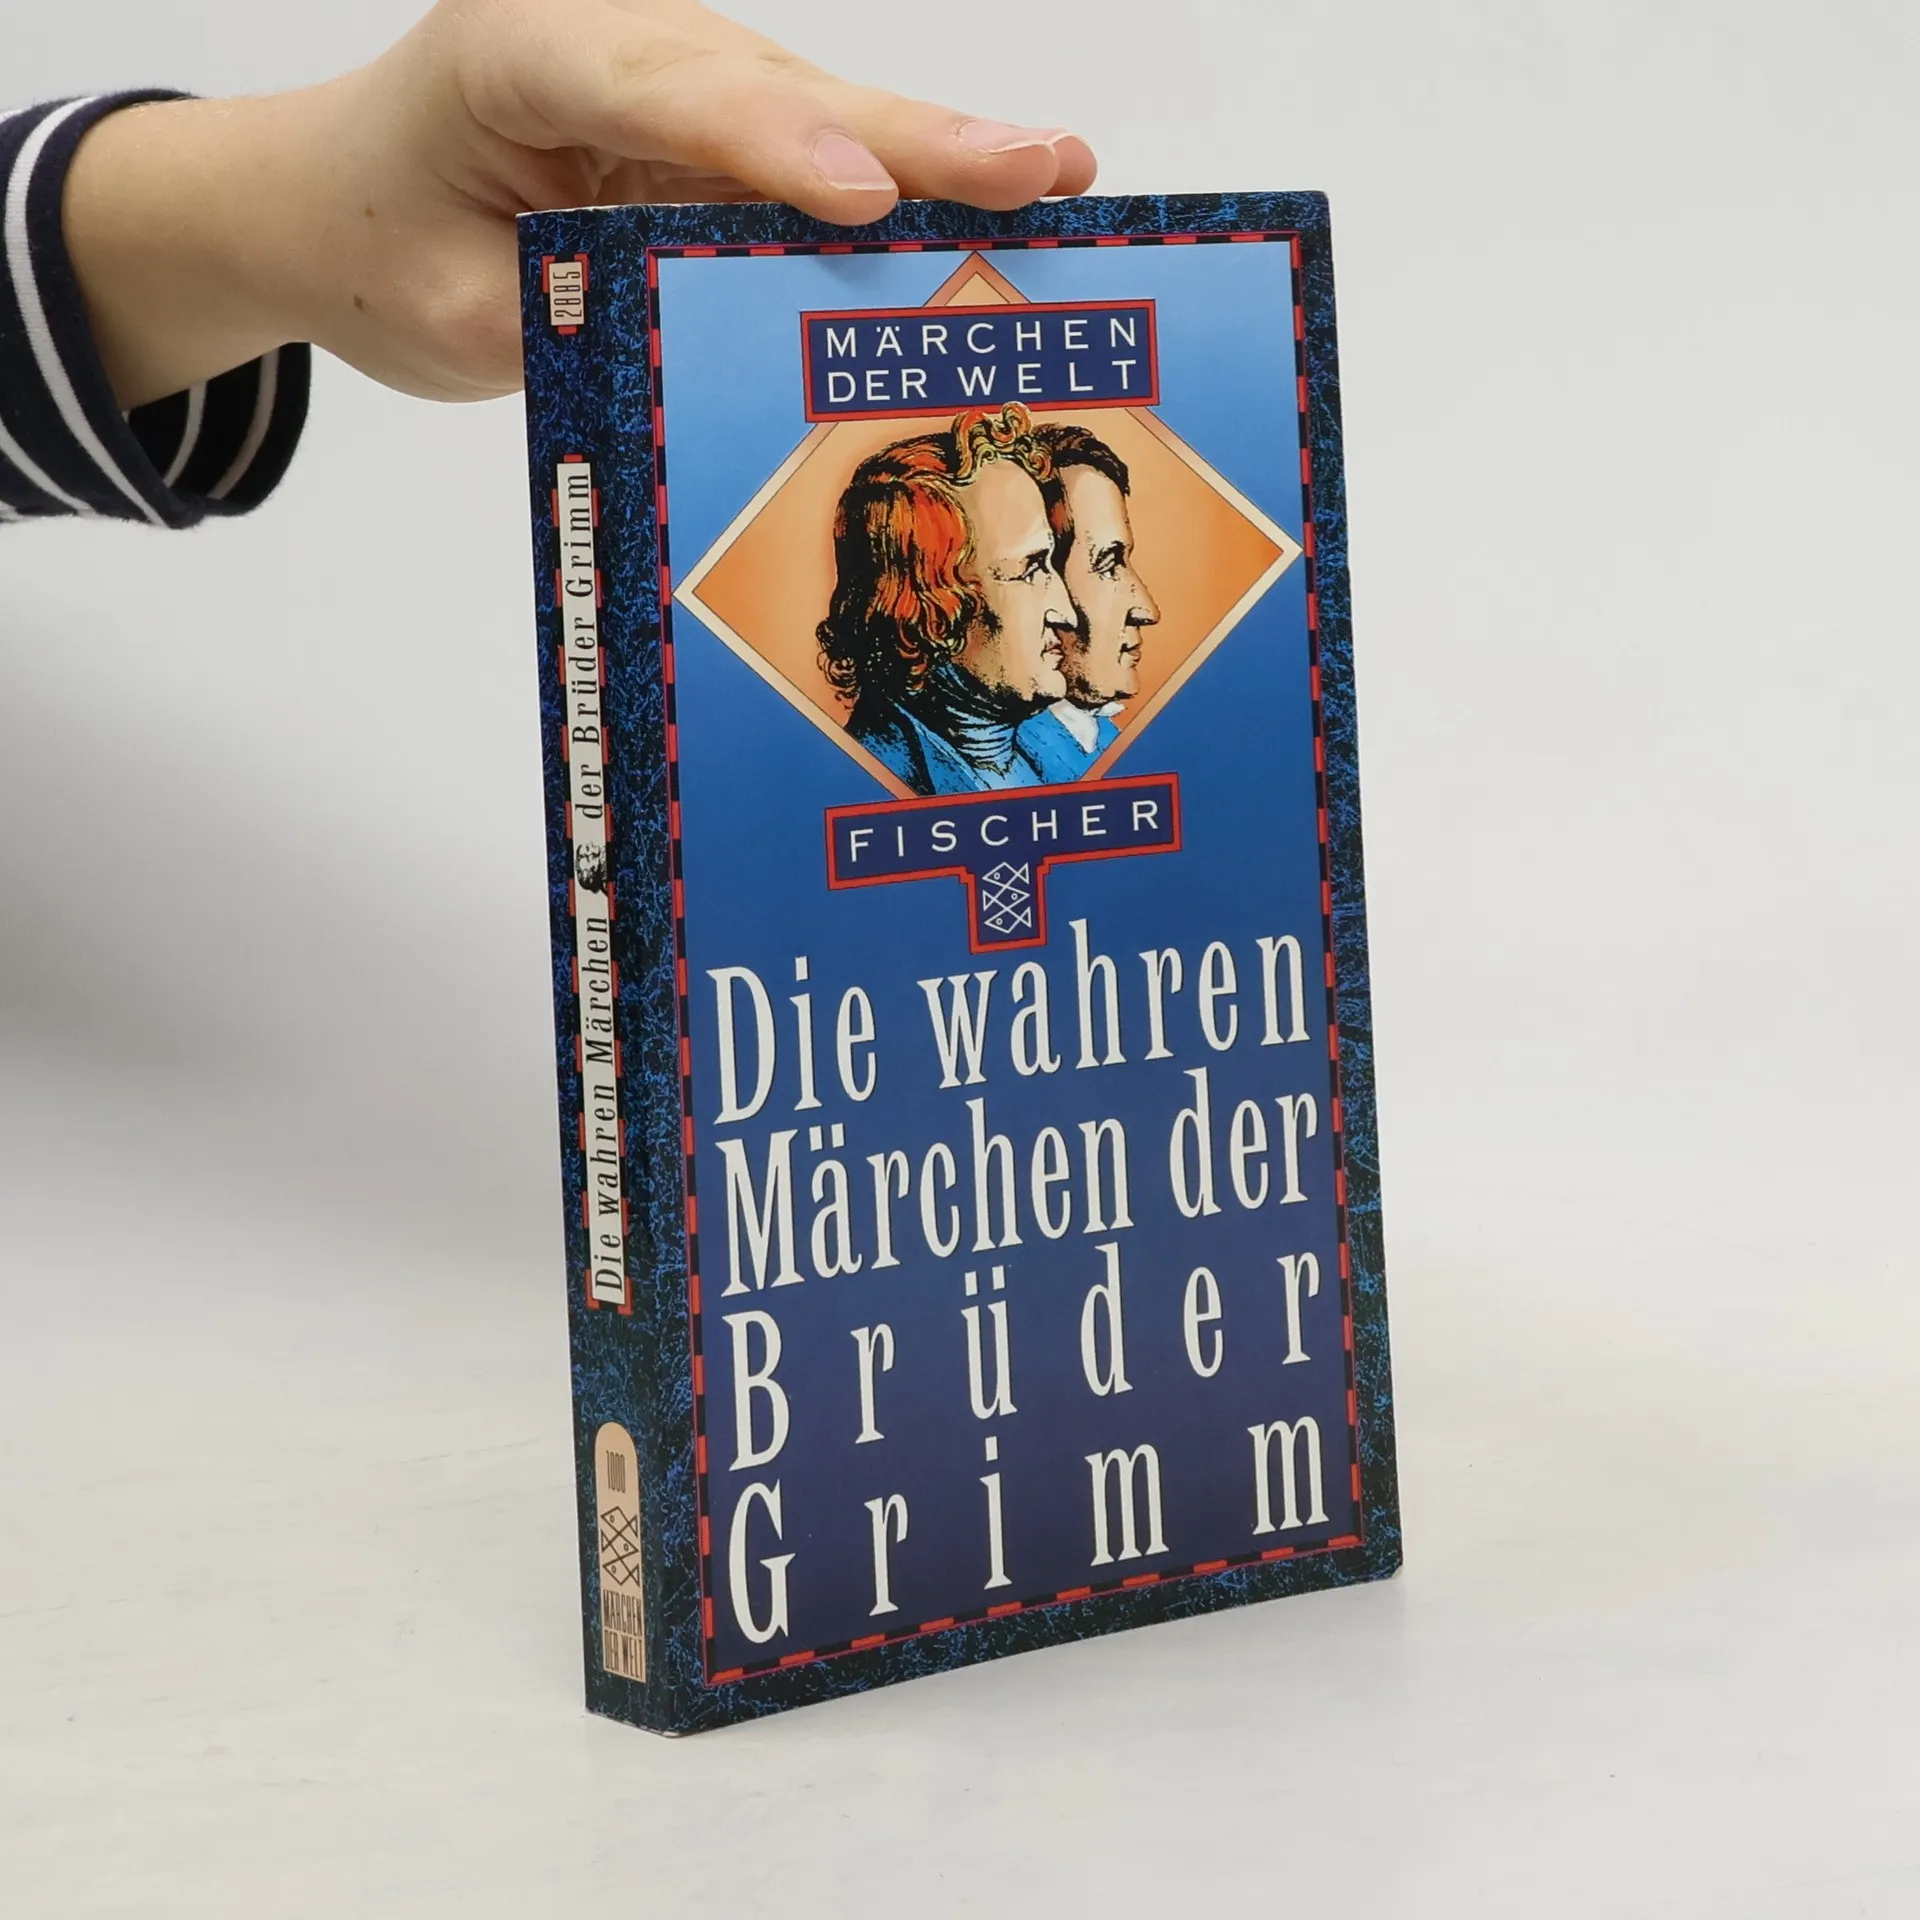 MÄRCHEN
DER WELT
FISCHER
Die wahren
Märchen der
Brüder
Grimm
2885
Die wahren Märchen der Brüder Grimm
1000
MÄRCHEN
DER WELT